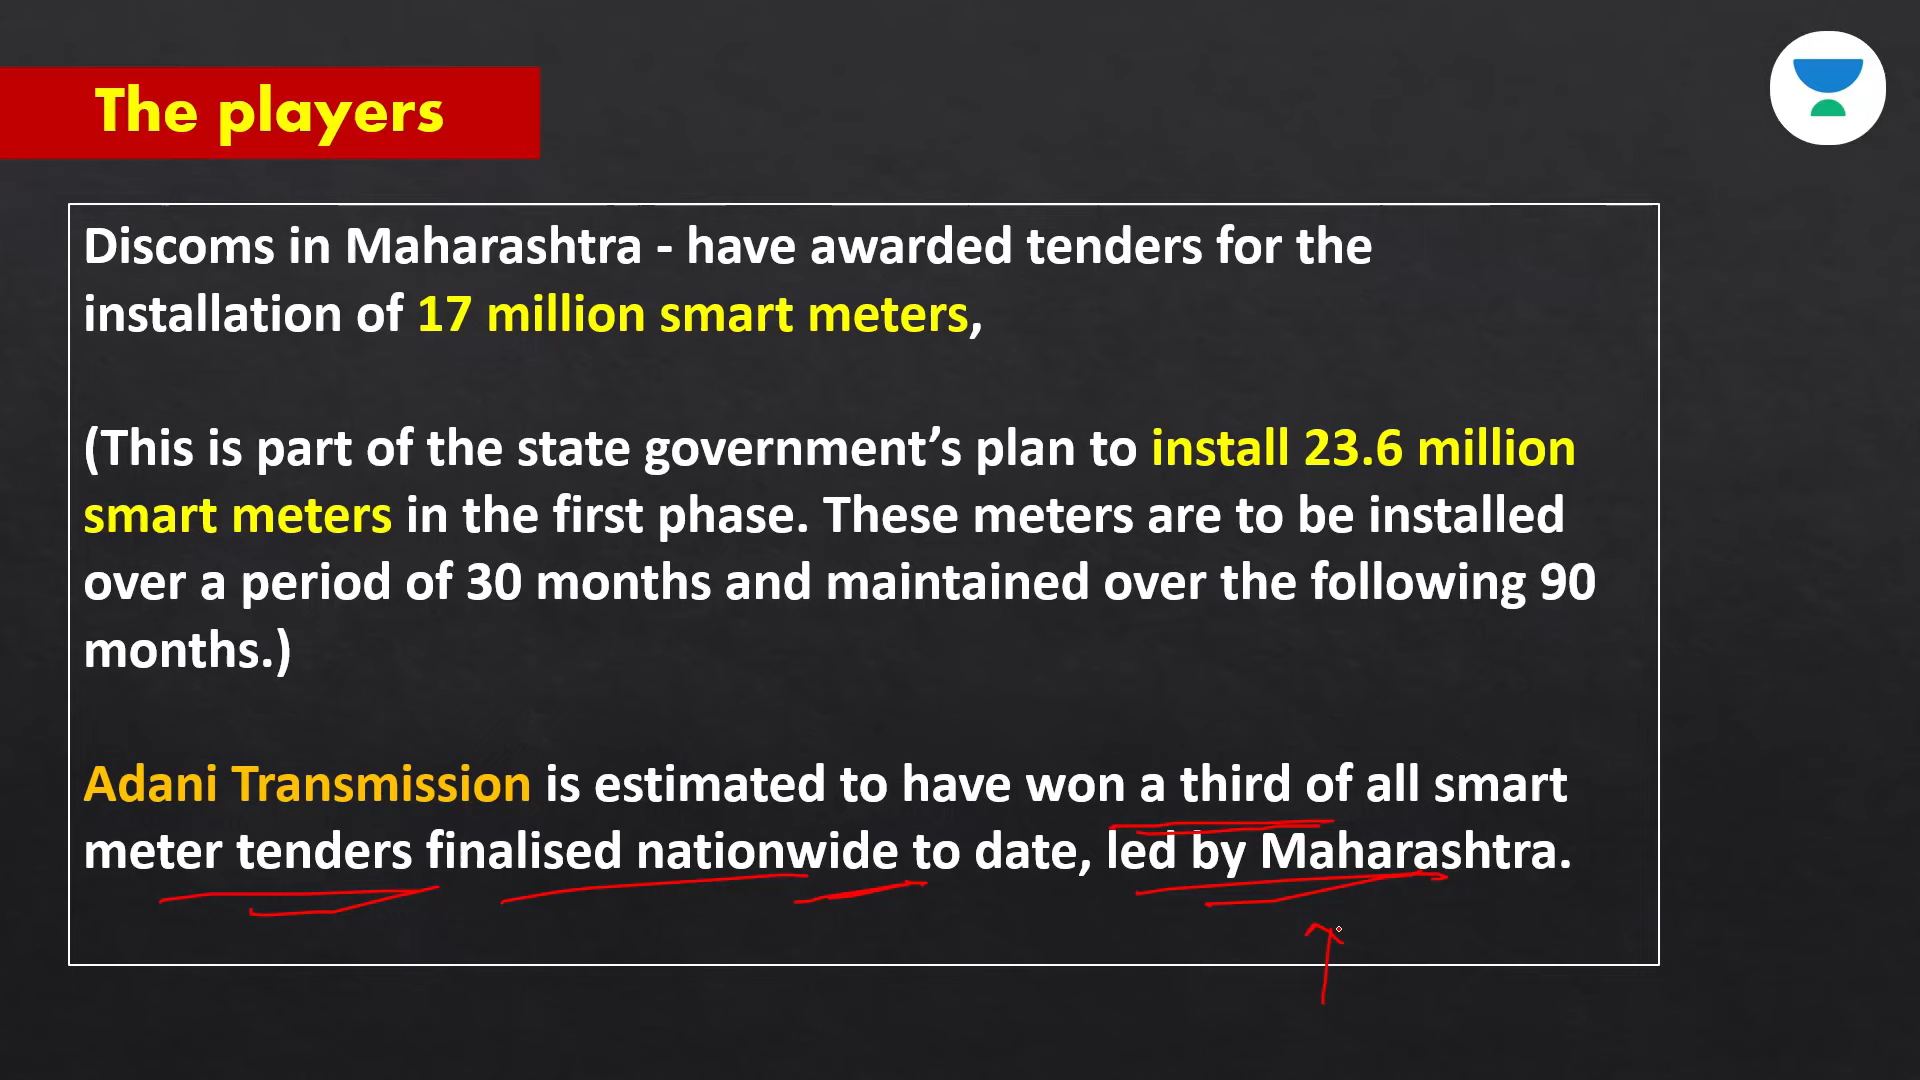 The players
Discoms in Maharashtra - have awarded tenders for the
installation of 17 million smart meters,
(This is part of the state government’s plan to install 23.6 million
smart meters in the first phase. These meters are to be installed
over a period of 30 months and maintained over the following 90
months.)
Adani Transmission is estimated to have won a third of all smart
meter tenders finalised nationwide to date, led by Maharashtra.